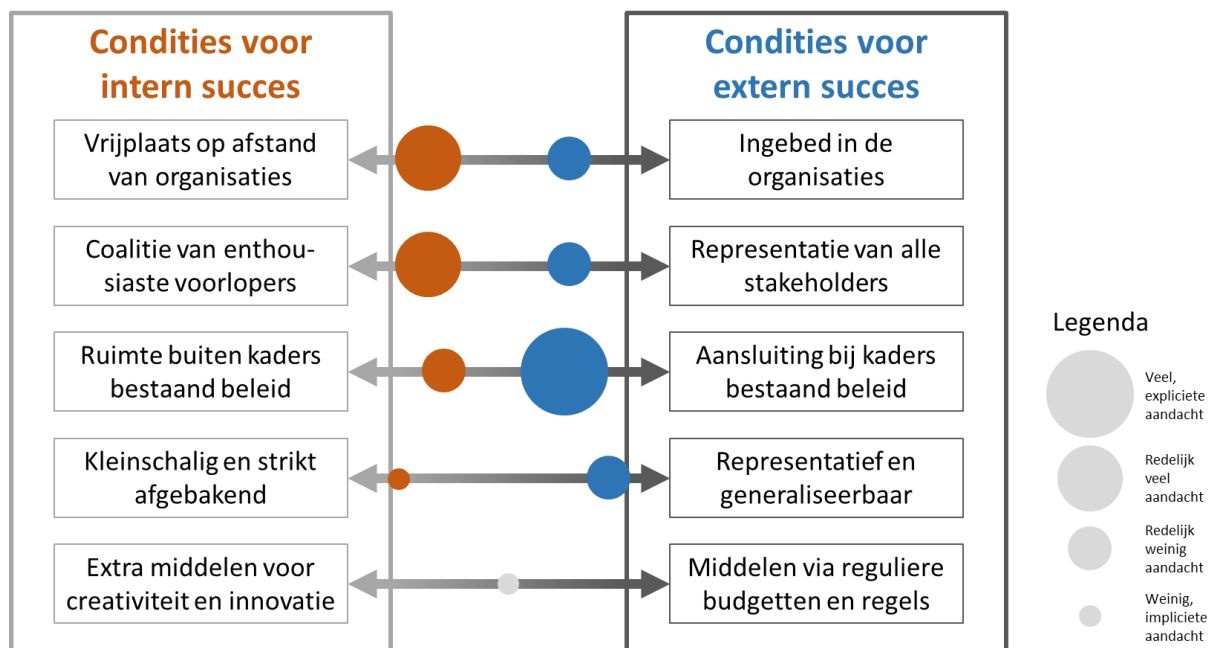 Condities voor
intern succes
Condities voor
extern succes
Vrijplaats op afstand
van organisaties
Ingebed in de
organisaties
Coalitie van enthou-
siaste voorlopers
Representatie van alle
stakeholders
Ruimte buiten kaders
bestaand beleid
Aansluiting bij kaders
bestaand beleid
Kleinschalig en strikt
afgebakend
Representatief en
generaliseerbaar
Extra middelen voor
creativiteit en innovatie
Middelen via reguliere
budgetten en regels
Legenda
Veel,
expliciete
aandacht
Redelijk
veel
aandacht
Redelijk
weinig
aandacht
Weinig,
impliciete
aandacht